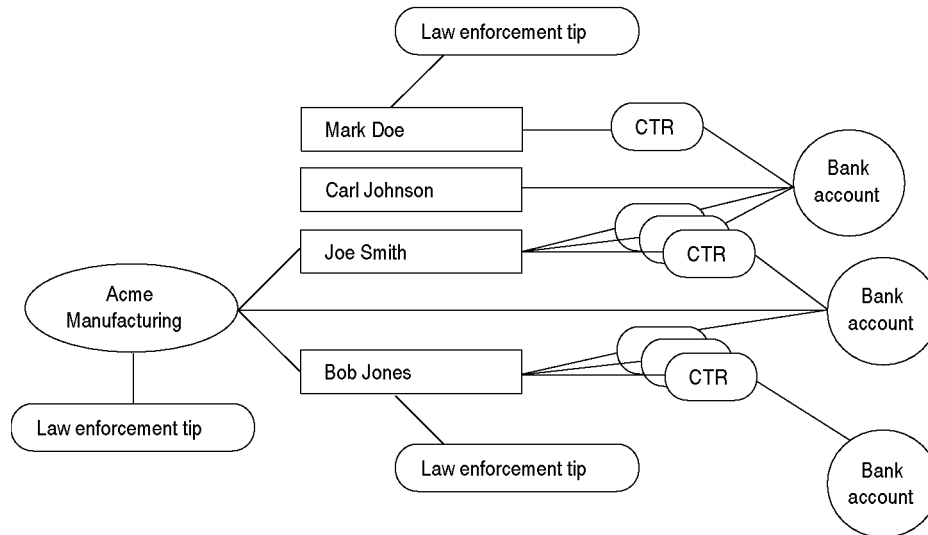 Law enforcement tip
Mark Doe
CTR
Bank
account
Carl Johnson
Joe Smith
CTR
Acme
Manufacturing
Bank
account
Bob Jones
CTR
Law enforcement tip
Law enforcement tip
Bank
account